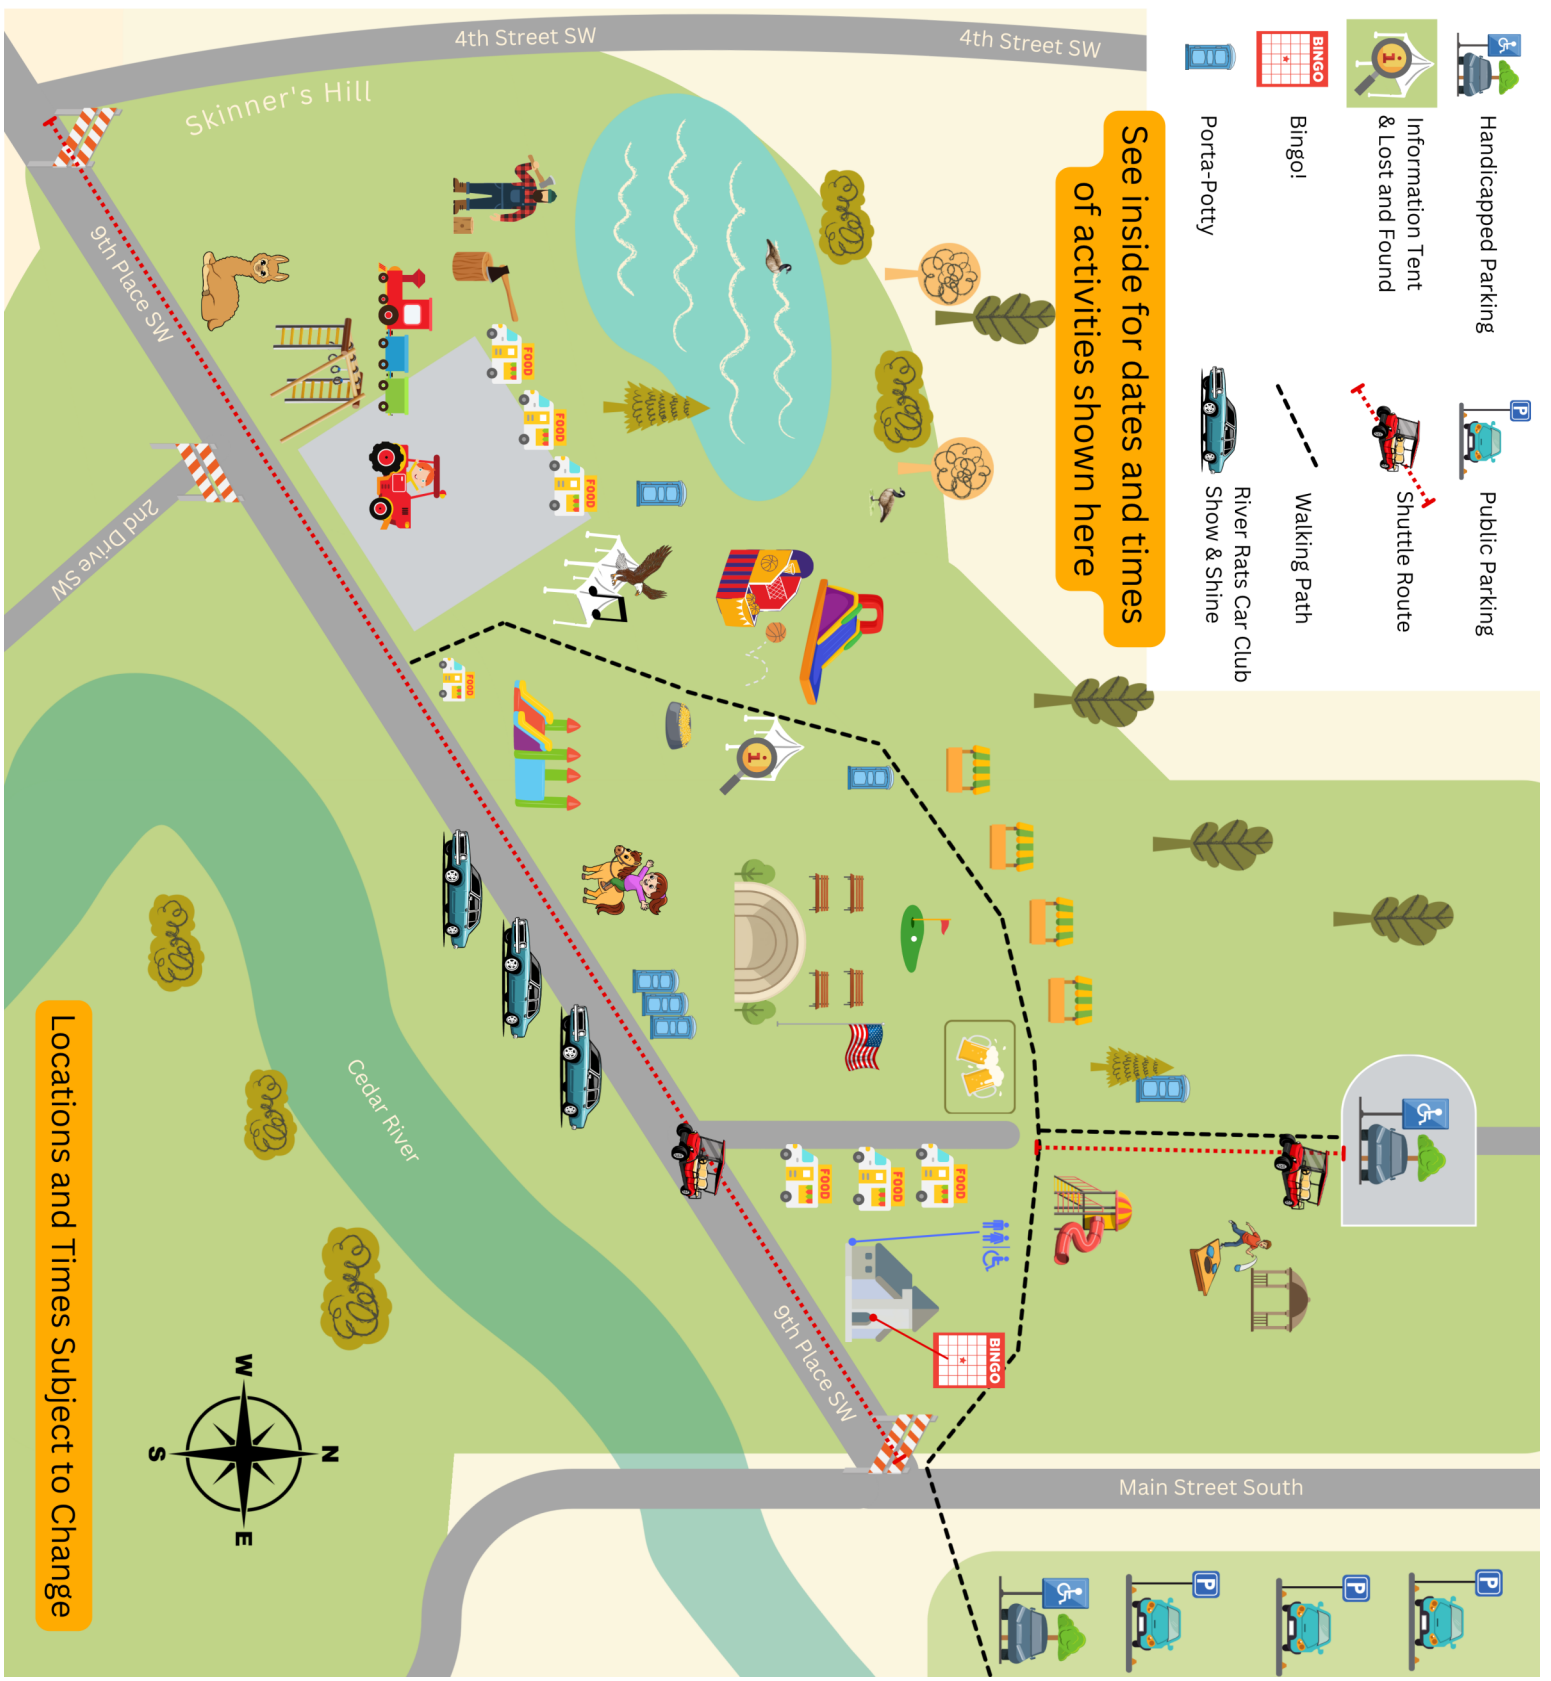 Handicapped Parking
Information Tent
& Lost and Found
BINGO
Bingo!
Porta-Potty
P
Public Parking
Shuttle Route
Walking Path
River Rats Car Club
Show & Shine
See inside for dates and times
of activities shown here
4th Street SW
4th Street SW
Skinner's Hill
9th Place SW
2nd Drive SW
FOOD
FOOD
FOOD
FOOD
i
Cedar River
FOOD
FOOD
FOOD
BINGO
9th Place SW
Main Street South
P
P
P
N
W
E
S
Locations and Times Subject to Change